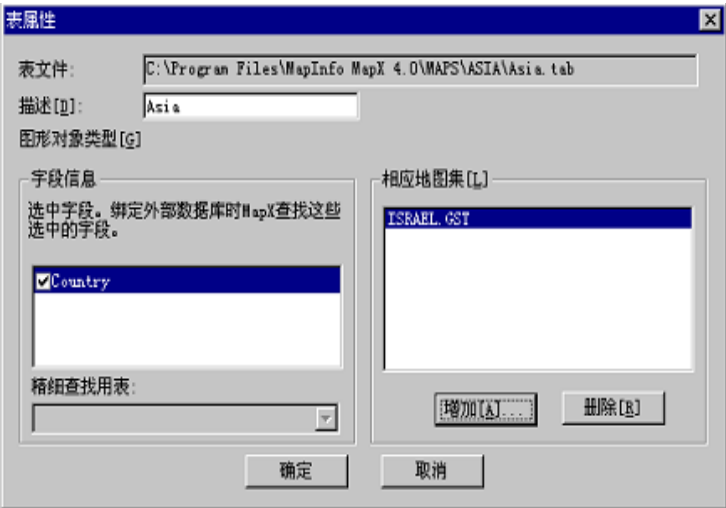 表属性
表文件: C:\Program Files\MapInfo MapX 4.0\MAPS\ASIA\Asia.tab
描述[D]: Asia
图形对象类型[G]
字段信息
选中字段。绑定外部数据库时MapX查找这些
选中的字段。
Country
精细查找用表:
相应地图集[L]
ISRAEL.GST
增加[A]...
删除[R]
确定
取消